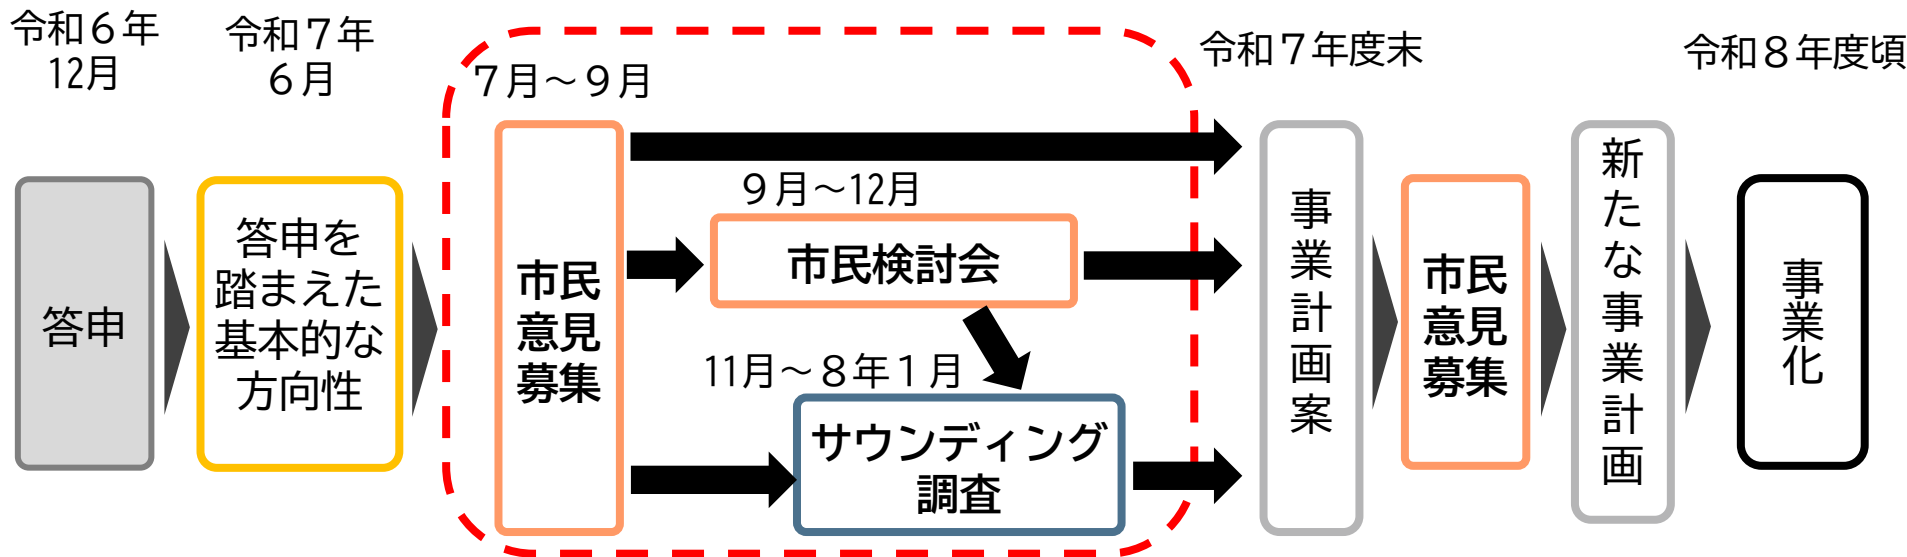 令和６年
12月
答申
令和７年
６月
答申を
踏まえた
基本的な
方向性
７月～９月
市民
意見
募集
９月～12月
市民検討会
11月～８年１月
サウンディング
調査
令和７年度末
事業計画案
市民
意見
募集
新たな事業計画
令和８年度頃
事業化